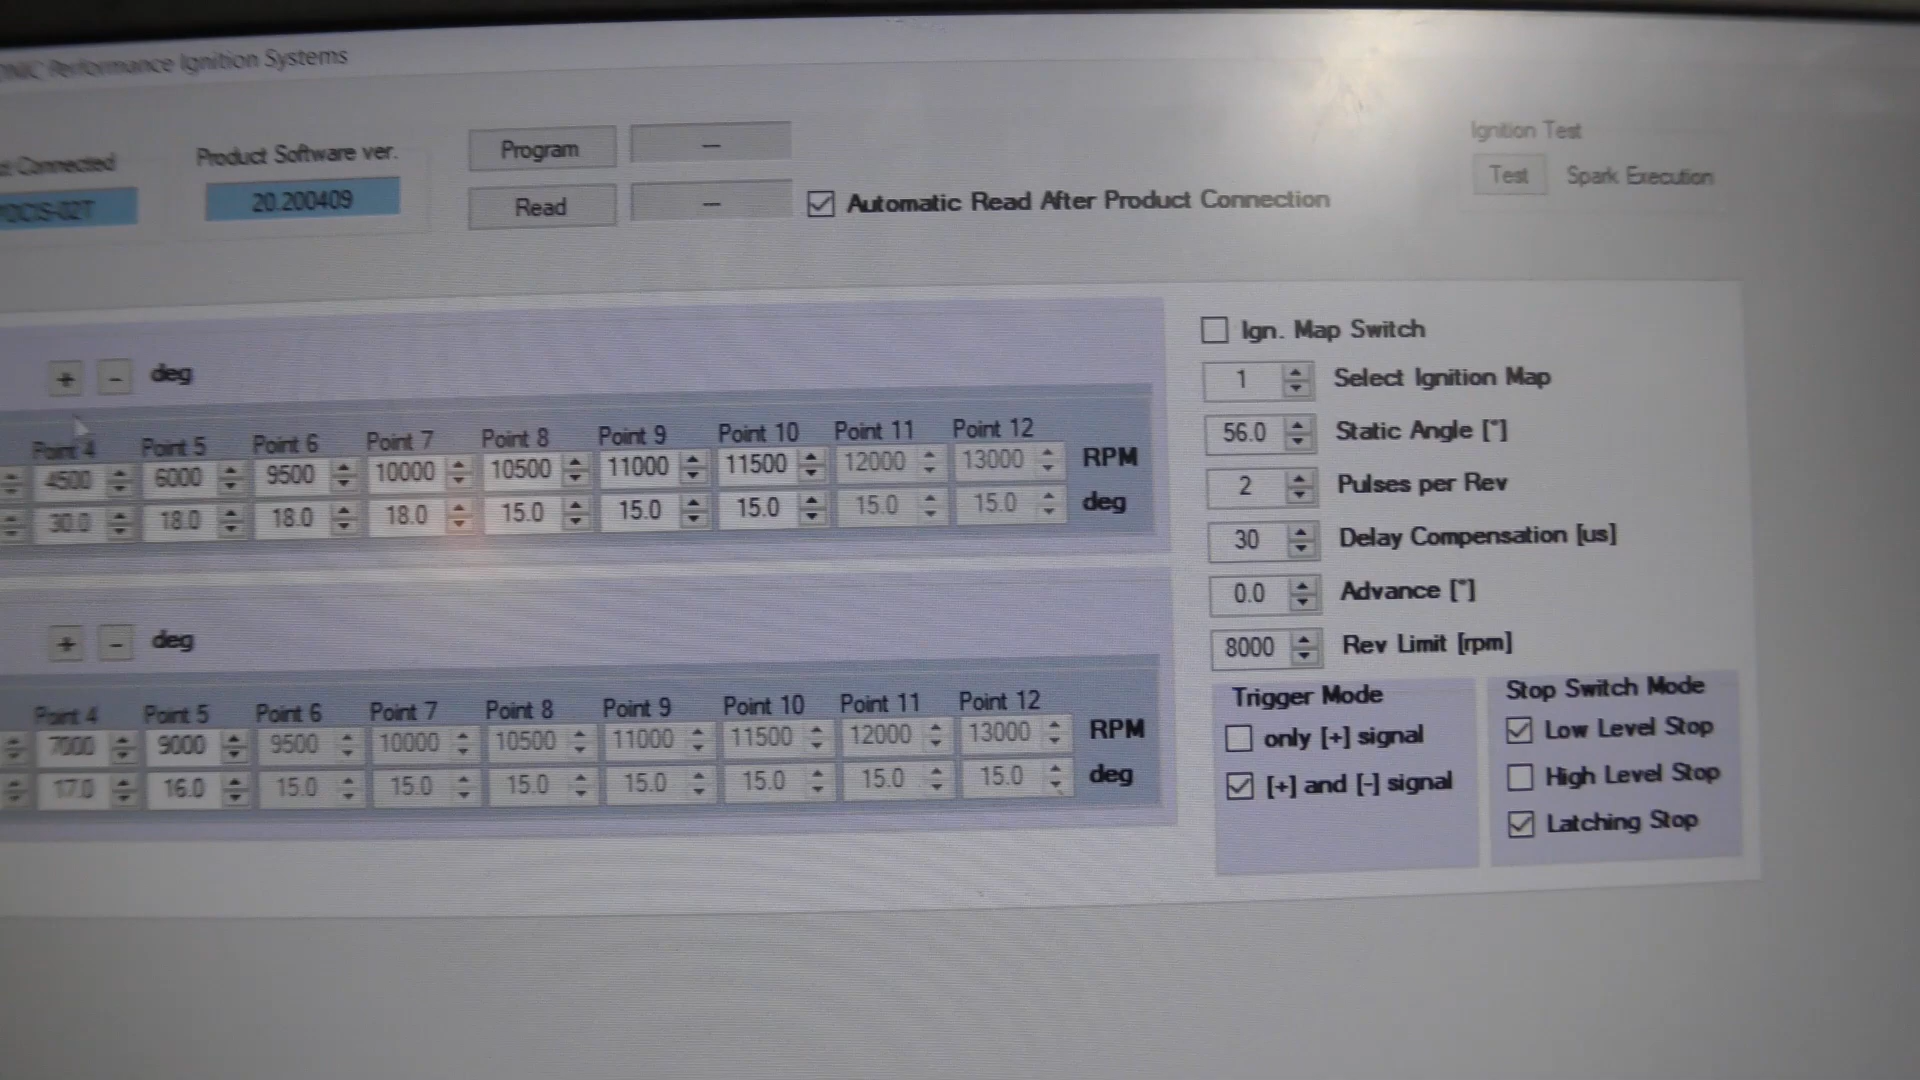 Performance Ignition Systems
Connected
Product Software ver.
20.200409
Program
—
Read
—
Automatic Read After Product Connection
Ignition Test
Test
Spark Execution
+ - deg
Point 4 Point 5 Point 6 Point 7 Point 8 Point 9 Point 10 Point 11 Point 12
4500 6000 9500 10000 10500 11000 11500 12000 13000 RPM
30.0 18.0 18.0 18.0 15.0 15.0 15.0 15.0 15.0 deg
+ - deg
Point 4 Point 5 Point 6 Point 7 Point 8 Point 9 Point 10 Point 11 Point 12
7000 9000 9500 10000 10500 11000 11500 12000 13000 RPM
17.0 16.0 15.0 15.0 15.0 15.0 15.0 15.0 15.0 deg
Ign. Map Switch
1 Select Ignition Map
56.0 Static Angle [°]
2 Pulses per Rev
30 Delay Compensation [us]
0.0 Advance [°]
8000 Rev Limit [rpm]
Trigger Mode
only [+] signal
[+] and [-] signal
Stop Switch Mode
Low Level Stop
High Level Stop
Latching Stop